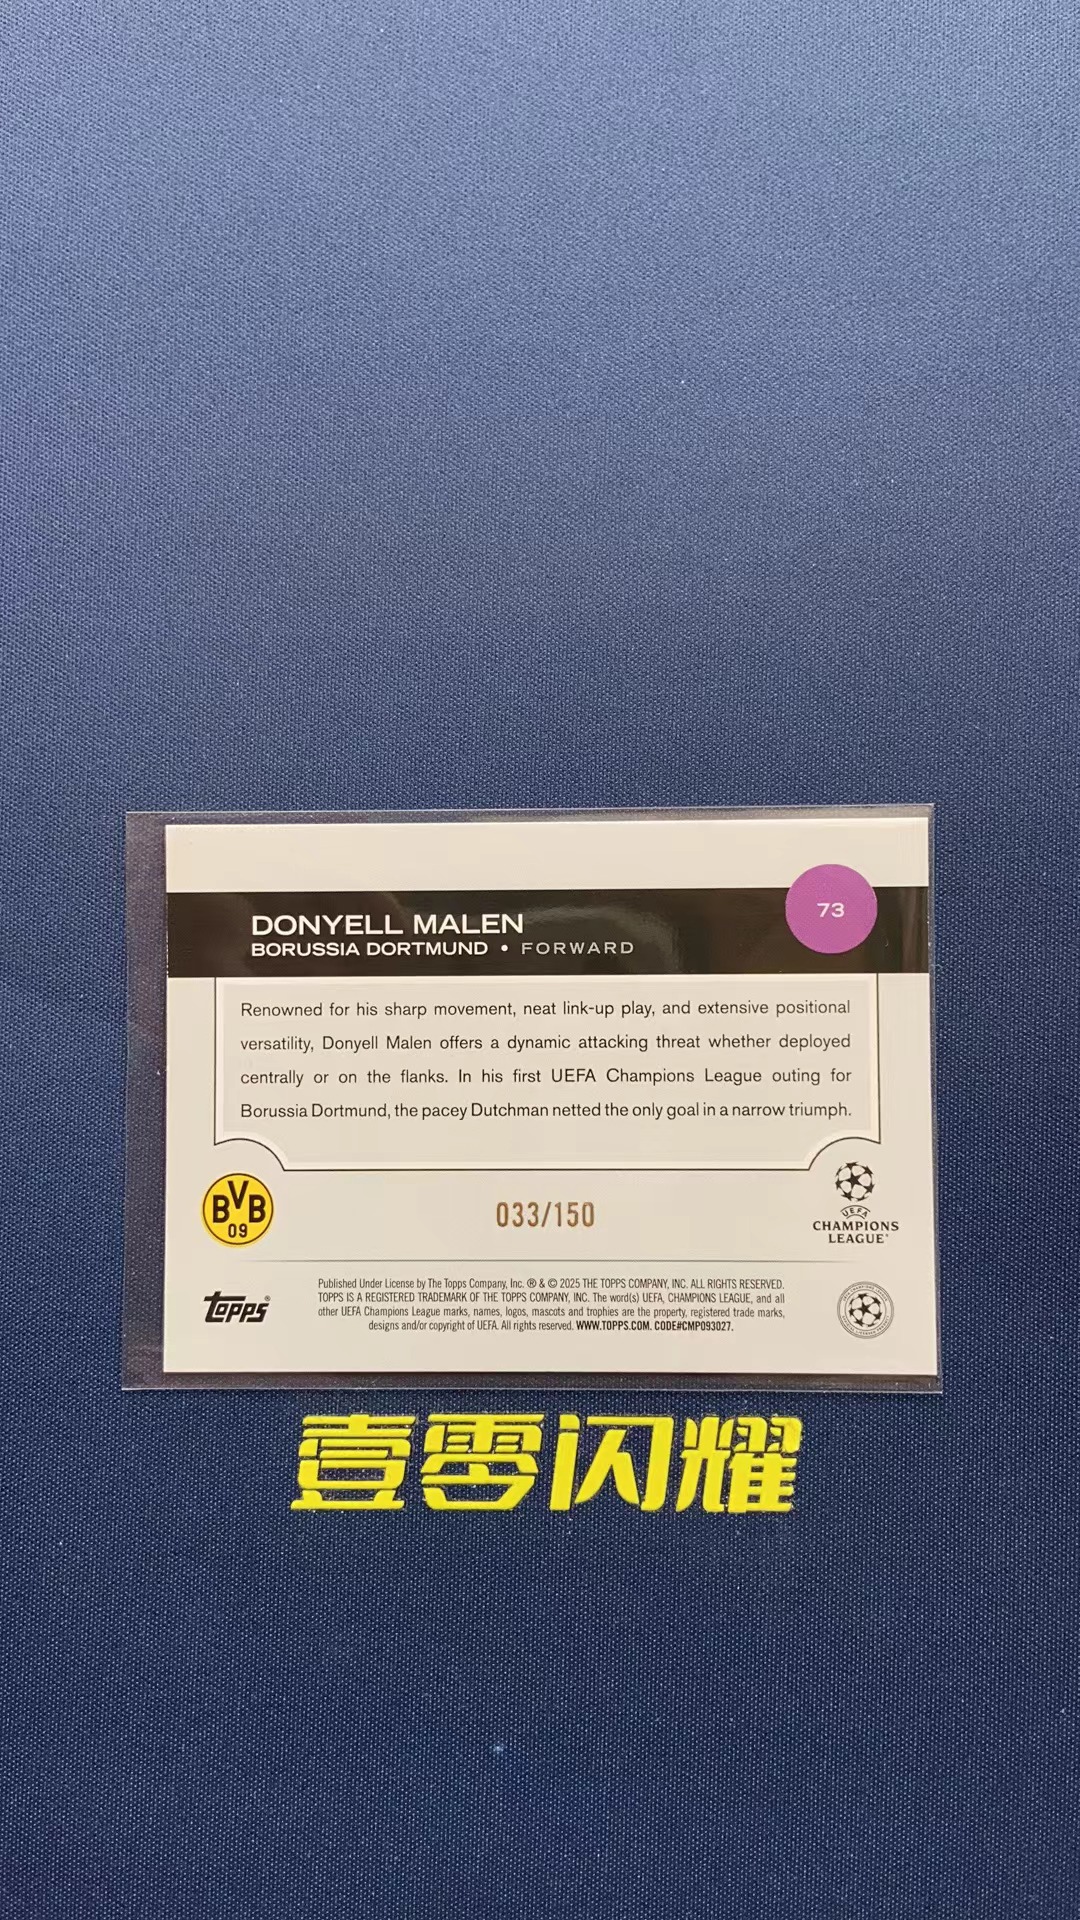 DONYELL MALEN
BORUSSIA DORTMUND • FORWARD
73
Renowned for his sharp movement, neat link-up play, and extensive positional
versatility, Donyell Malen offers a dynamic attacking threat whether deployed
centrally or on the flanks. In his first UEFA Champions League outing for
Borussia Dortmund, the pacey Dutchman netted the only goal in a narrow triumph.
BVB
09
033/150
UEFA
CHAMPIONS
LEAGUE®
Topps®
Published Under License by The Topps Company, Inc. ® & © 2025 THE TOPPS COMPANY, INC. ALL RIGHTS RESERVED.
TOPPS IS A REGISTERED TRADEMARK OF THE TOPPS COMPANY, INC. The word(s) UEFA, CHAMPIONS LEAGUE, and all
other UEFA Champions League marks, names, logos, mascots and trophies are the property, registered trade marks,
designs and/or copyright of UEFA. All rights reserved. WWW.TOPPS.COM. CODE#CMP093027.
壹零闪耀